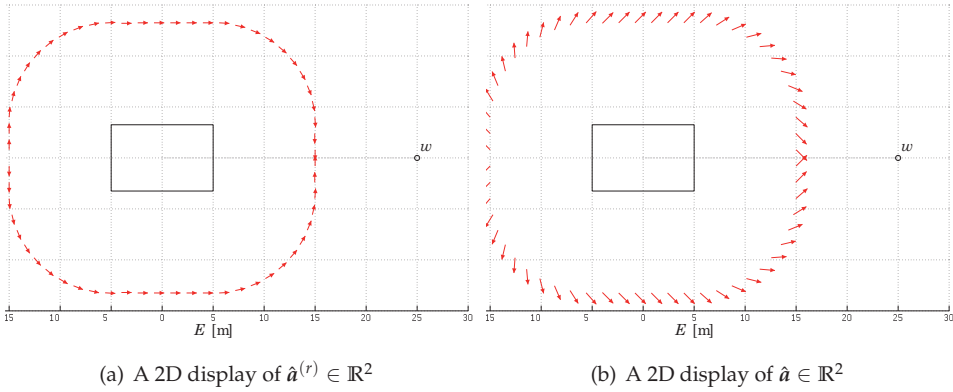 w
w
15 10 5 0 5 10 15 20 25 30
15 10 5 0 5 10 15 20 25 30
E [m]
E [m]
(a) A 2D display of â^(r) ∈ ℝ²
(b) A 2D display of â ∈ ℝ²